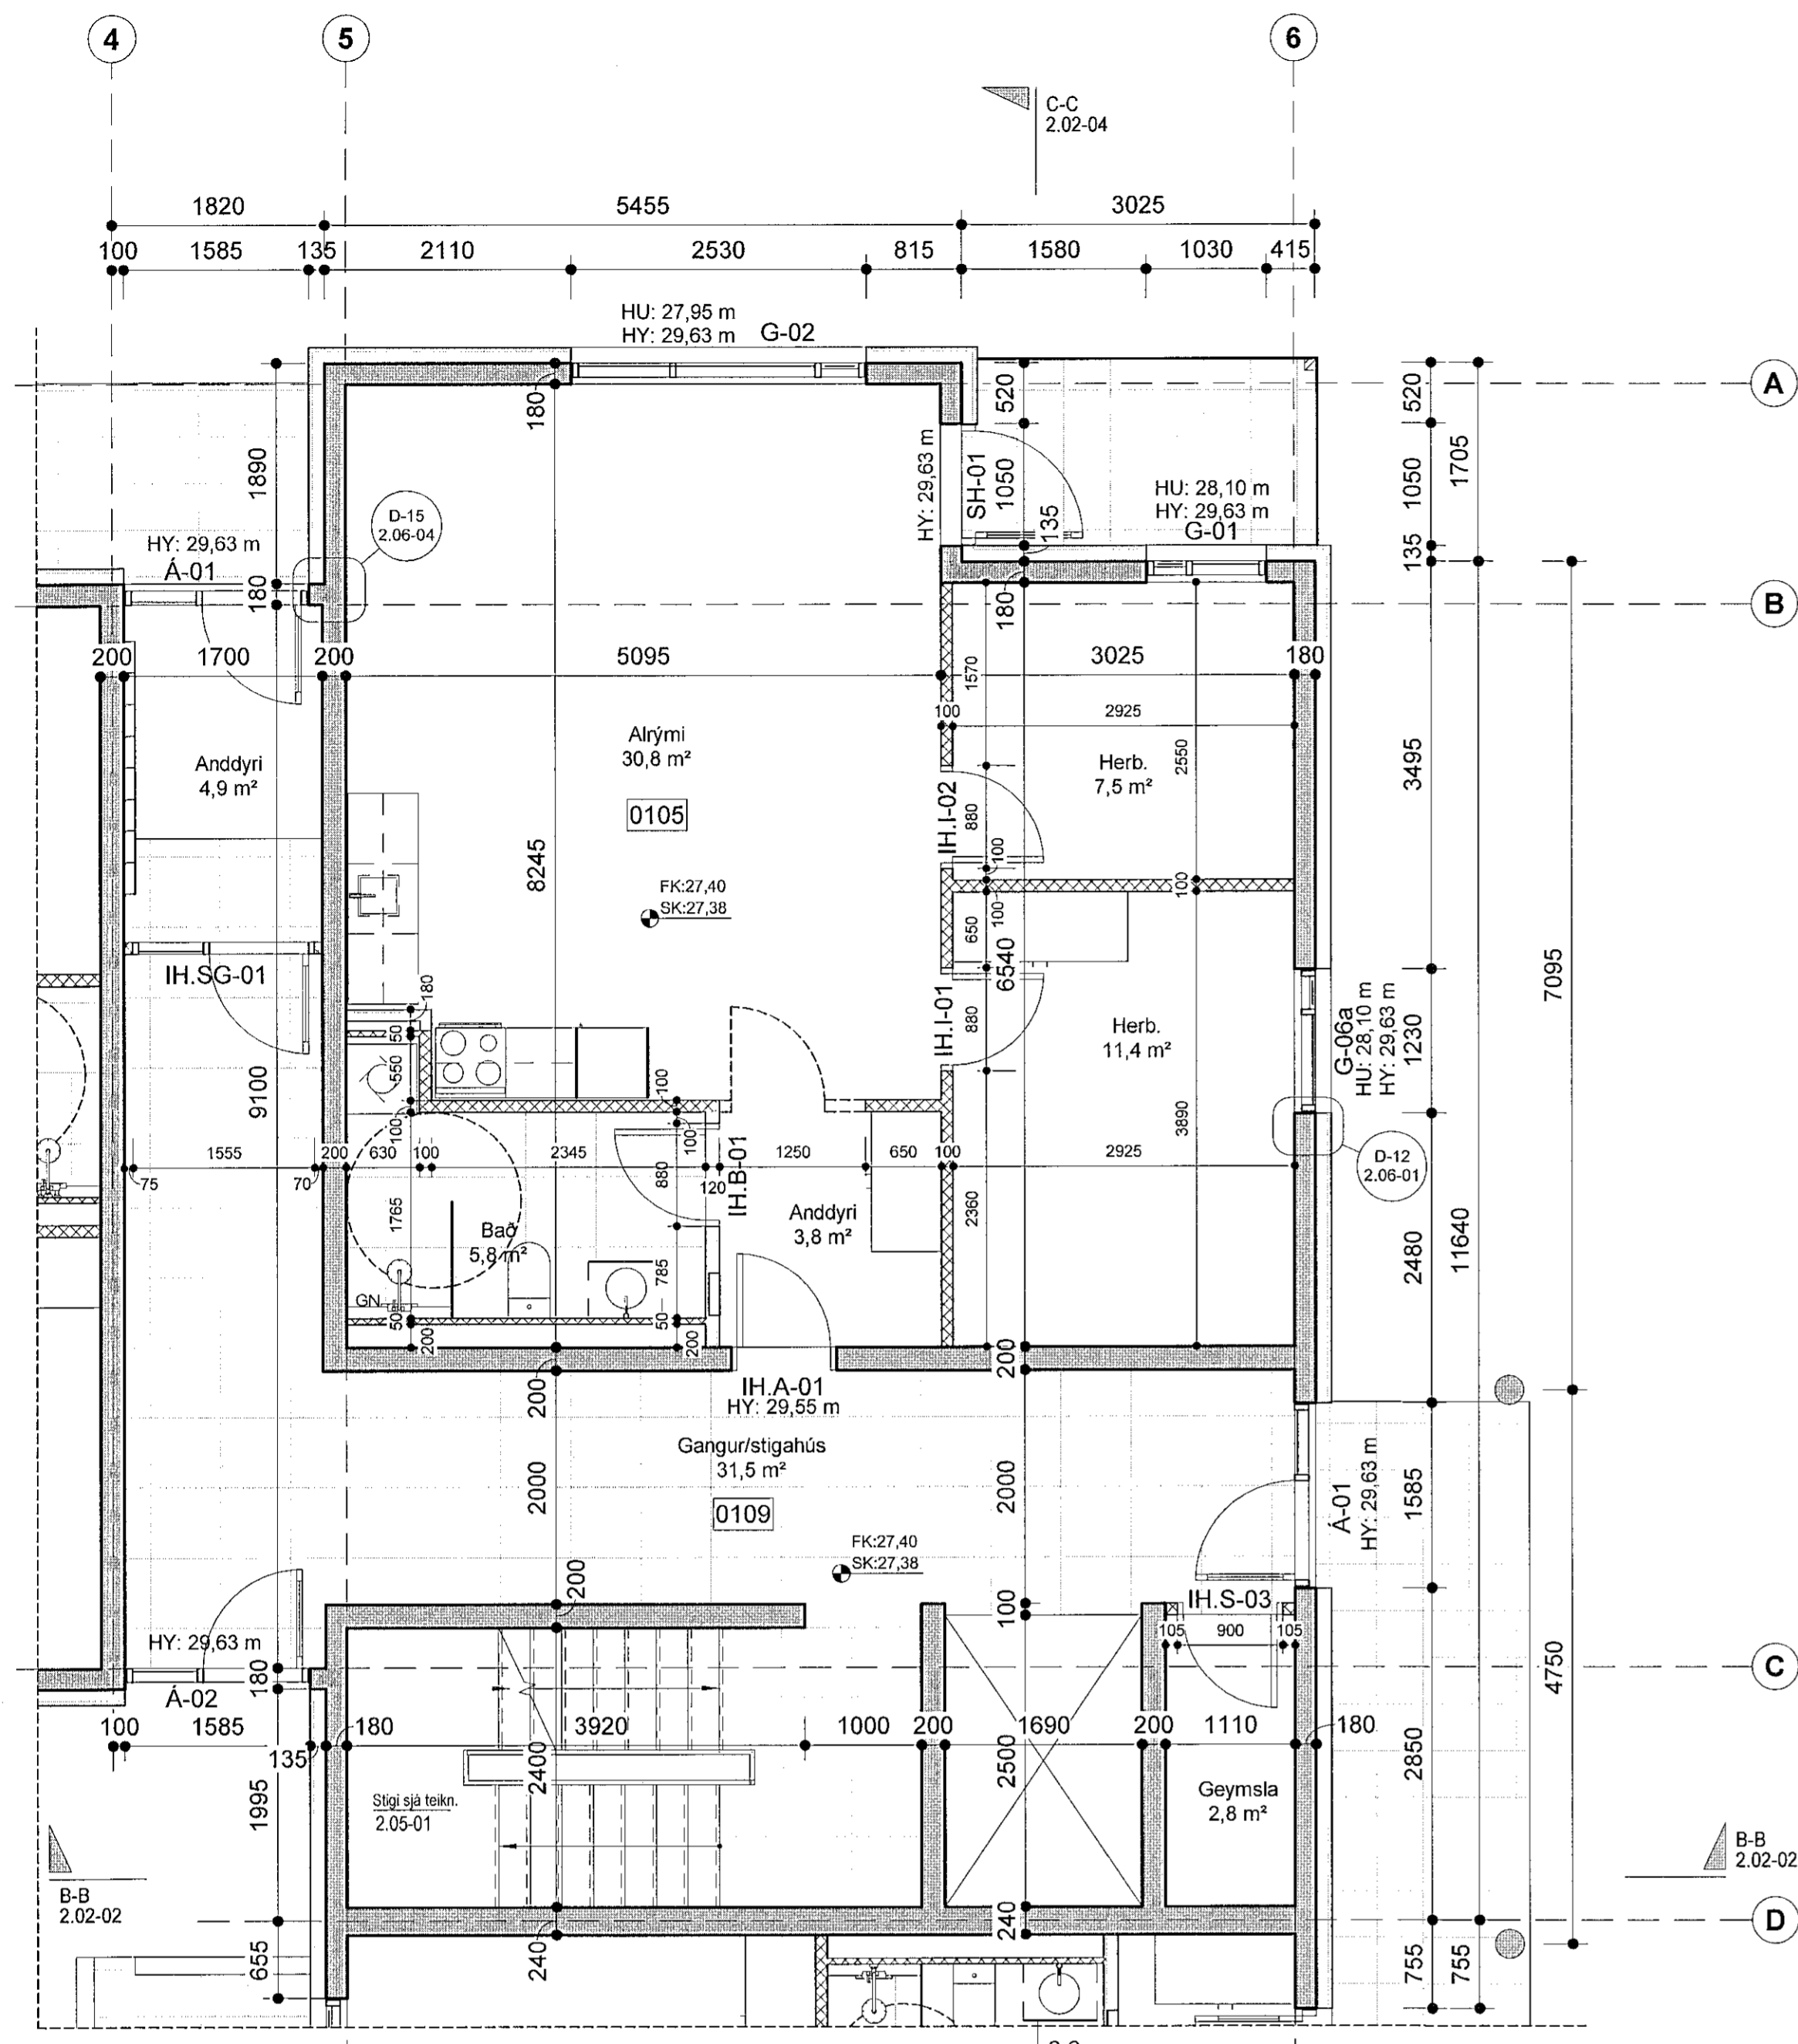 4
5
6
C-C
2.02-04
1820
5455
3025
100
1585
135
2110
2530
815
1580
1030
415
HU: 27,95 m
HY: 29,63 m
G-02
A
180
520
520
1890
1050
1705
HY: 29,63 m
SH-01
1050
135
HU: 28,10 m
HY: 29,63 m
G-01
D-15
2.06-04
HY: 29,63 m
Á-01
135
180
180
B
200
1700
200
5095
3025
180
1570
100
2925
Anddyri
4,9 m²
Alrými
30,8 m²
Herb.
7,5 m²
2550
3495
0105
IH.I-02
880
8245
100
FK:27,40
SK:27,38
100
100
650
6540
IH.SG-01
180
7095
50
550
IH.I-01
880
Herb.
11,4 m²
G-06a
HU: 28,10 m
HY: 29,63 m
1230
9100
100
3890
100
100
1555
200
630
100
2345
880
120
1250
650
100
2925
D-12
2.06-01
75
70
1765
IH.B-01
2360
Bað
5,8 m²
Anddyri
3,8 m²
2480
11640
785
GN
50
200
50
200
200
200
IH.A-01
HY: 29,55 m
Gangur/stigahús
31,5 m²
2000
2000
Á-01
HY: 29,63 m
1585
0109
FK:27,40
SK:27,38
200
100
IH.S-03
105
900
105
HY: 29,63 m
180
Á-02
C
4750
100
1585
135
180
3920
1000
200
1690
200
1110
180
1995
2400
2500
2850
Stigi sjá teikn.
2.05-01
Geymsla
2,8 m²
B-B
2.02-02
B-B
2.02-02
D
655
240
240
755
755